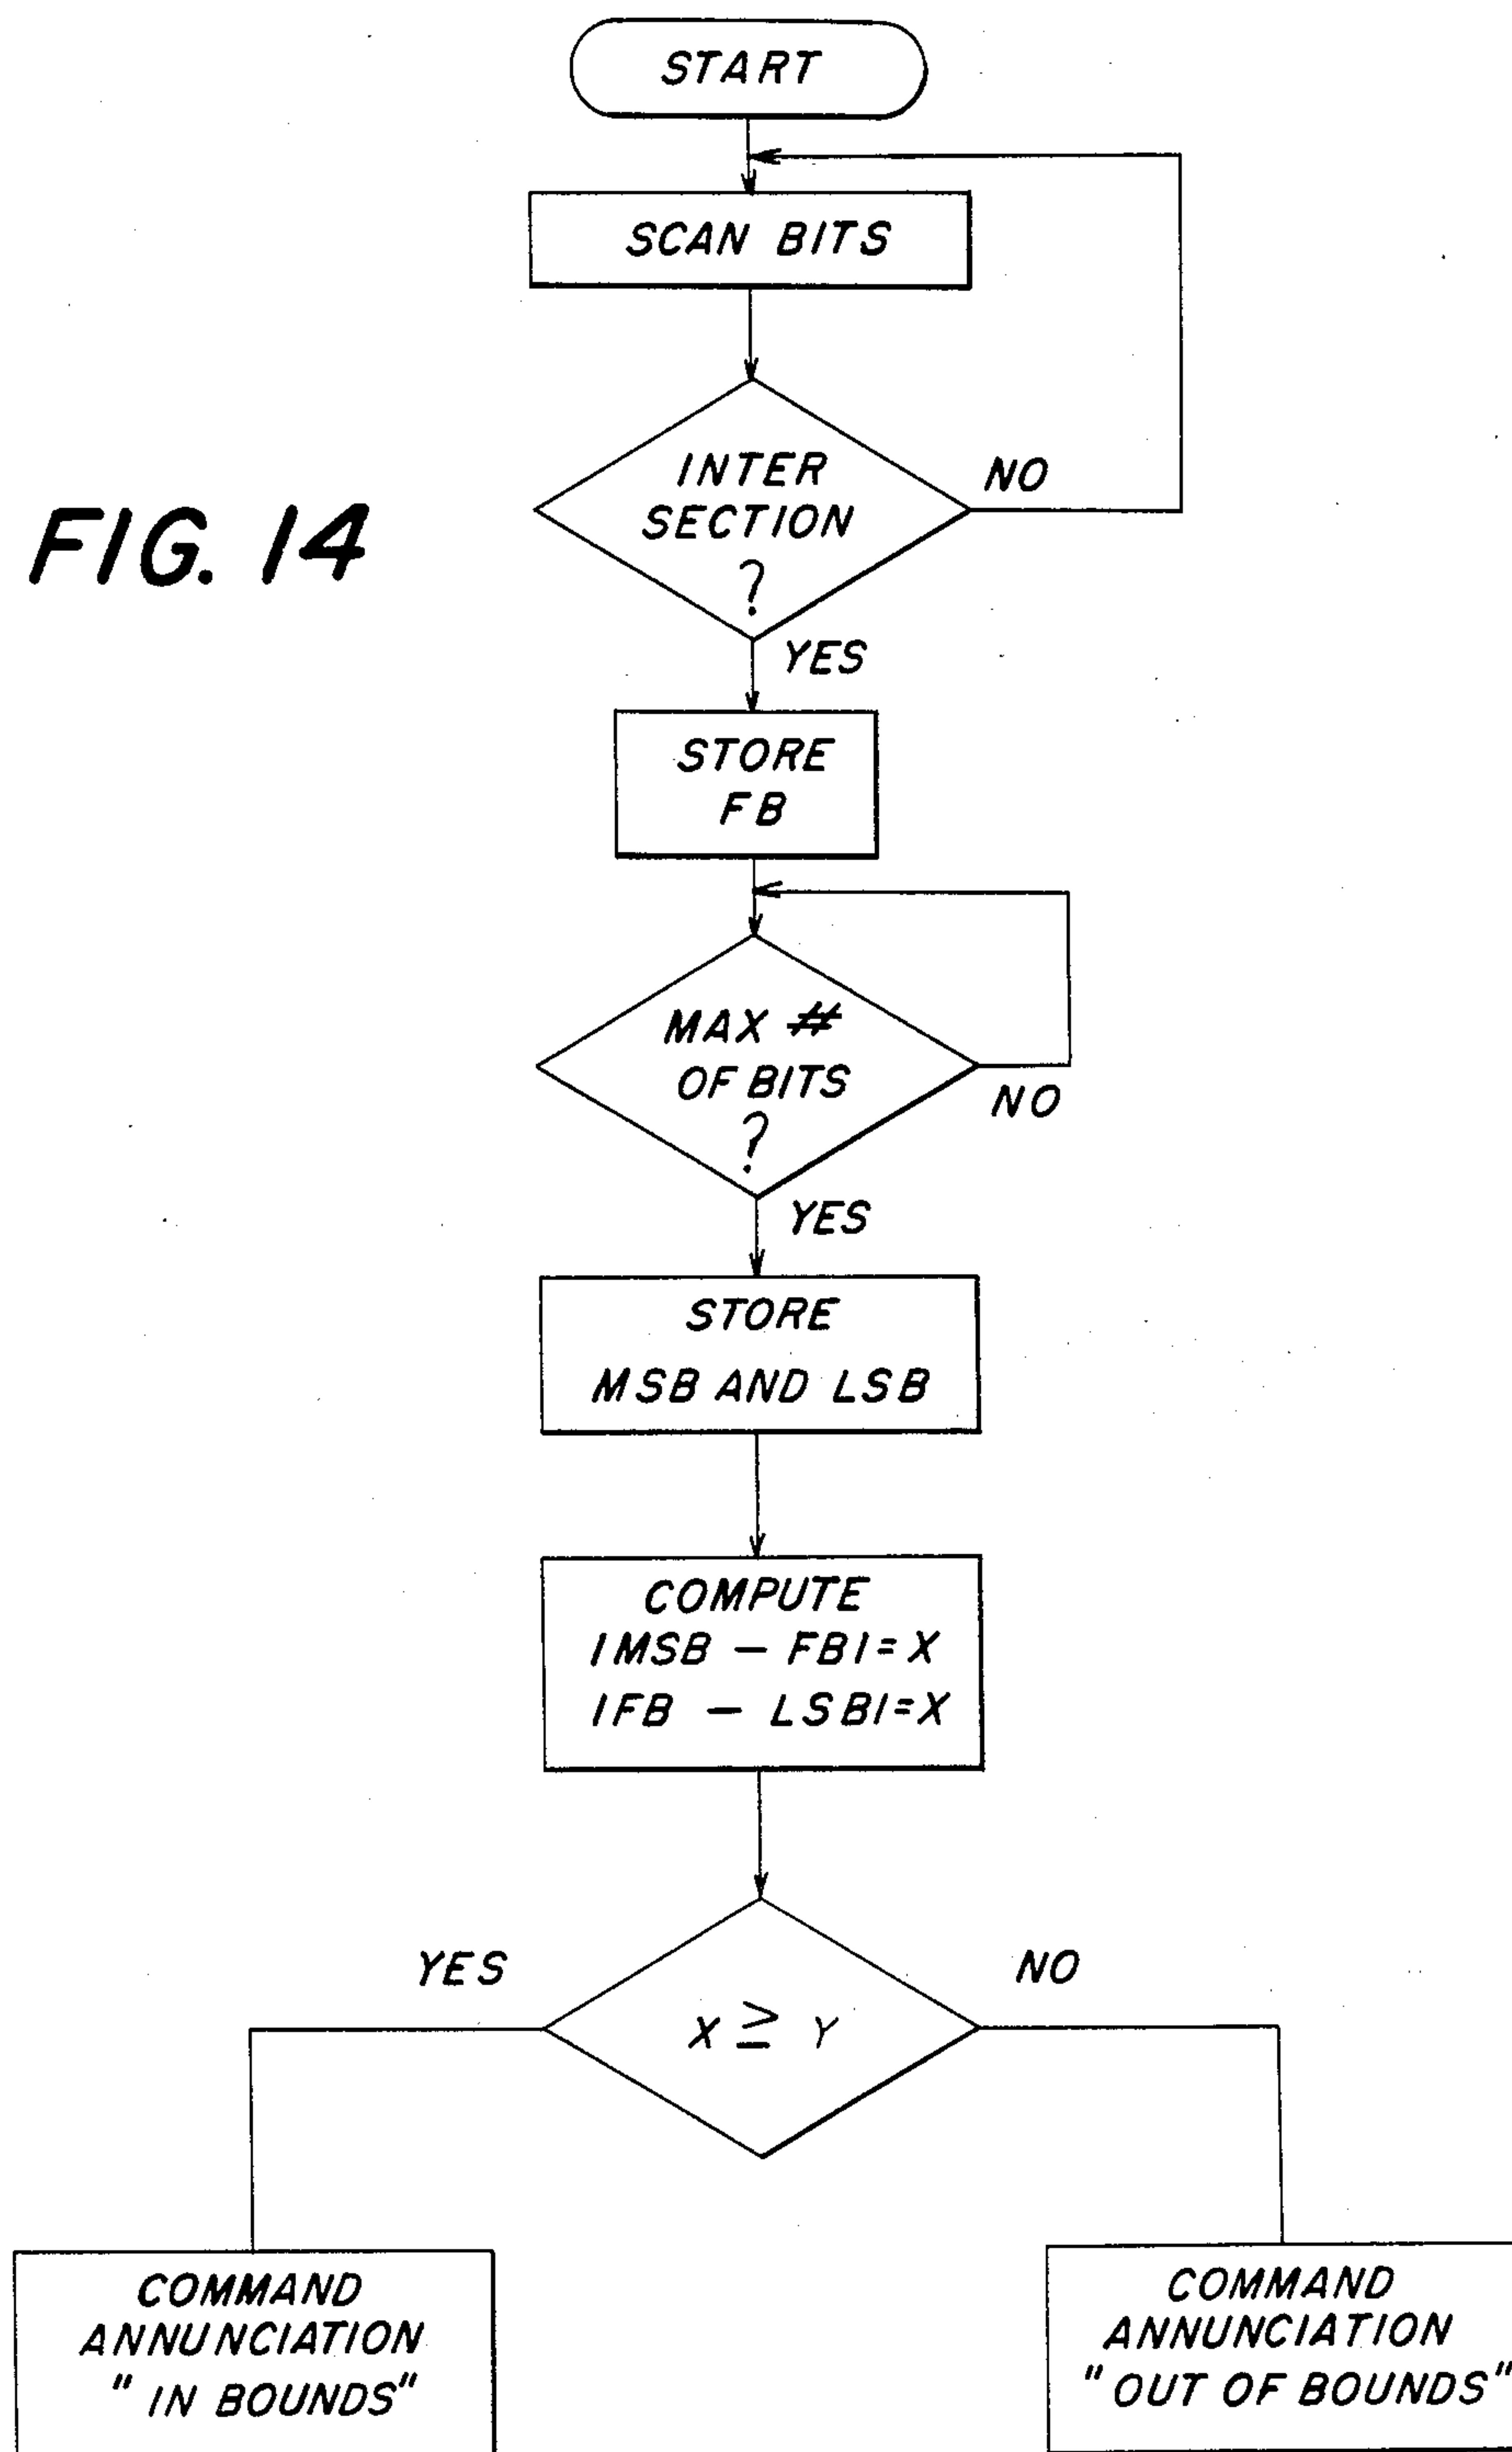 START
SCAN BITS
INTER
SECTION
?
NO
FIG. 14
YES
STORE
FB
MAX #
OF BITS
?
NO
YES
STORE
MSB AND LSB
COMPUTE
|MSB – FB|=X
|FB – LSB|=X
YES
NO
X ≥ Y
COMMAND
ANNUNCIATION
"IN BOUNDS"
COMMAND
ANNUNCIATION
"OUT OF BOUNDS"